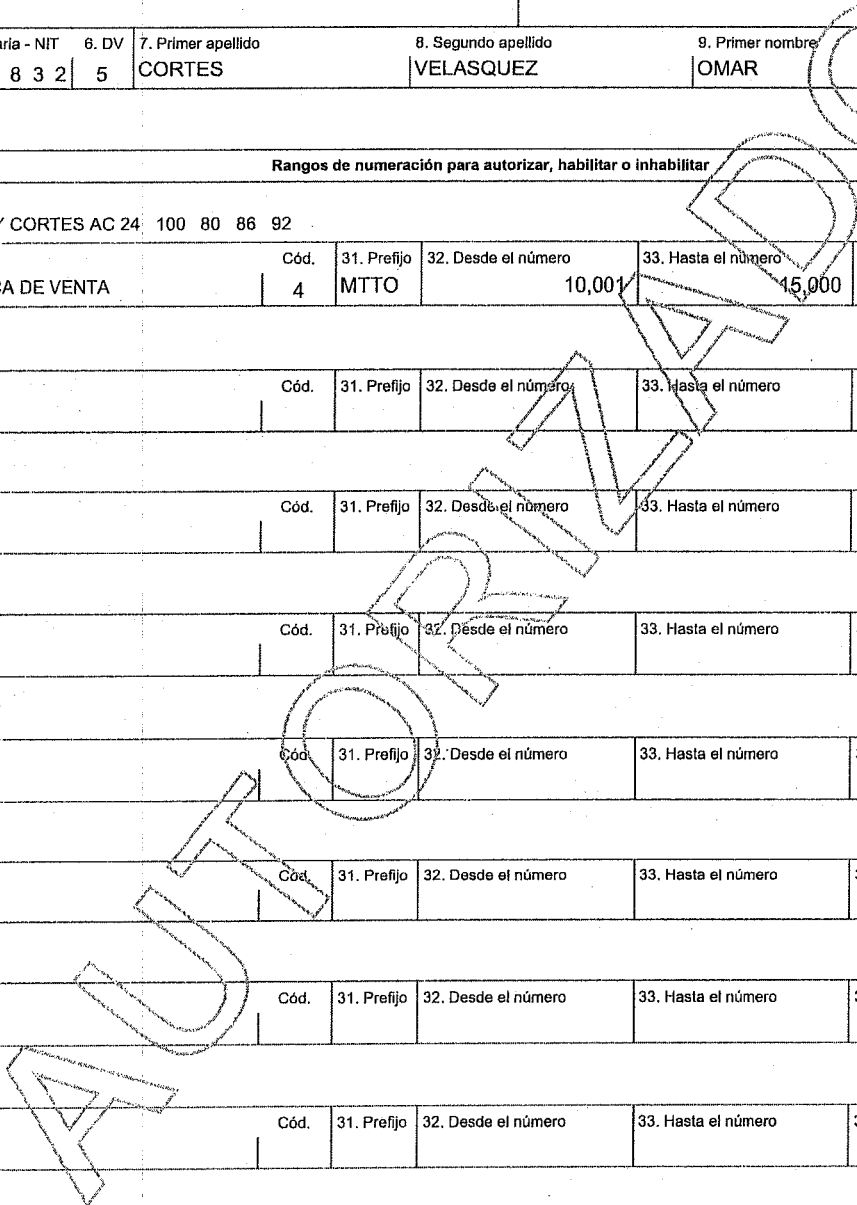 aria - NIT 6. DV 7. Primer apellido 8. Segundo apellido 9. Primer nombre
8 3 2 5 CORTES VELASQUEZ OMAR
Rangos de numeración para autorizar, habilitar o inhabilitar
Y CORTES AC 24 100 80 86 92
Cód. 31. Prefijo 32. Desde el número 33. Hasta el número
CA DE VENTA 4 MTTO 10,001 15,000
Cód. 31. Prefijo 32. Desde el número 33. Hasta el número
Cód. 31. Prefijo 32. Desde el número 33. Hasta el número
Cód. 31. Prefijo 32. Desde el número 33. Hasta el número
Cód. 31. Prefijo 32. Desde el número 33. Hasta el número
Cód. 31. Prefijo 32. Desde el número 33. Hasta el número
Cód. 31. Prefijo 32. Desde el número 33. Hasta el número
Cód. 31. Prefijo 32. Desde el número 33. Hasta el número
AUTORIZADO